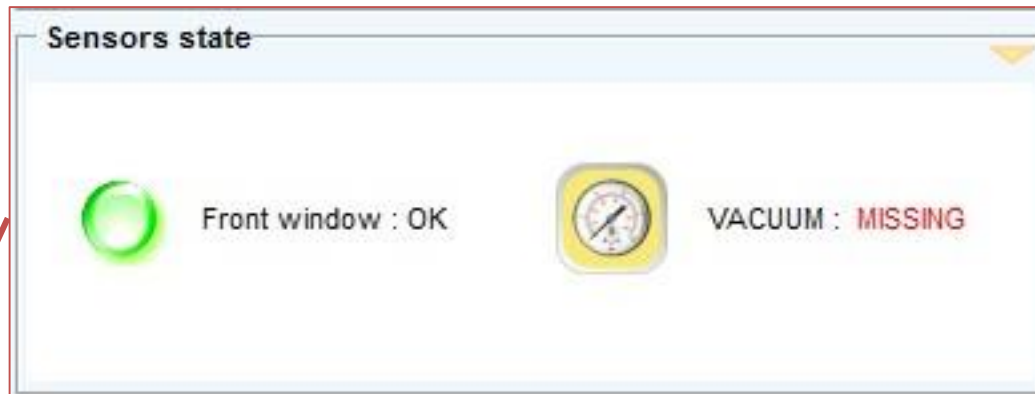 Sensors state
Front window : OK
VACUUM : MISSING